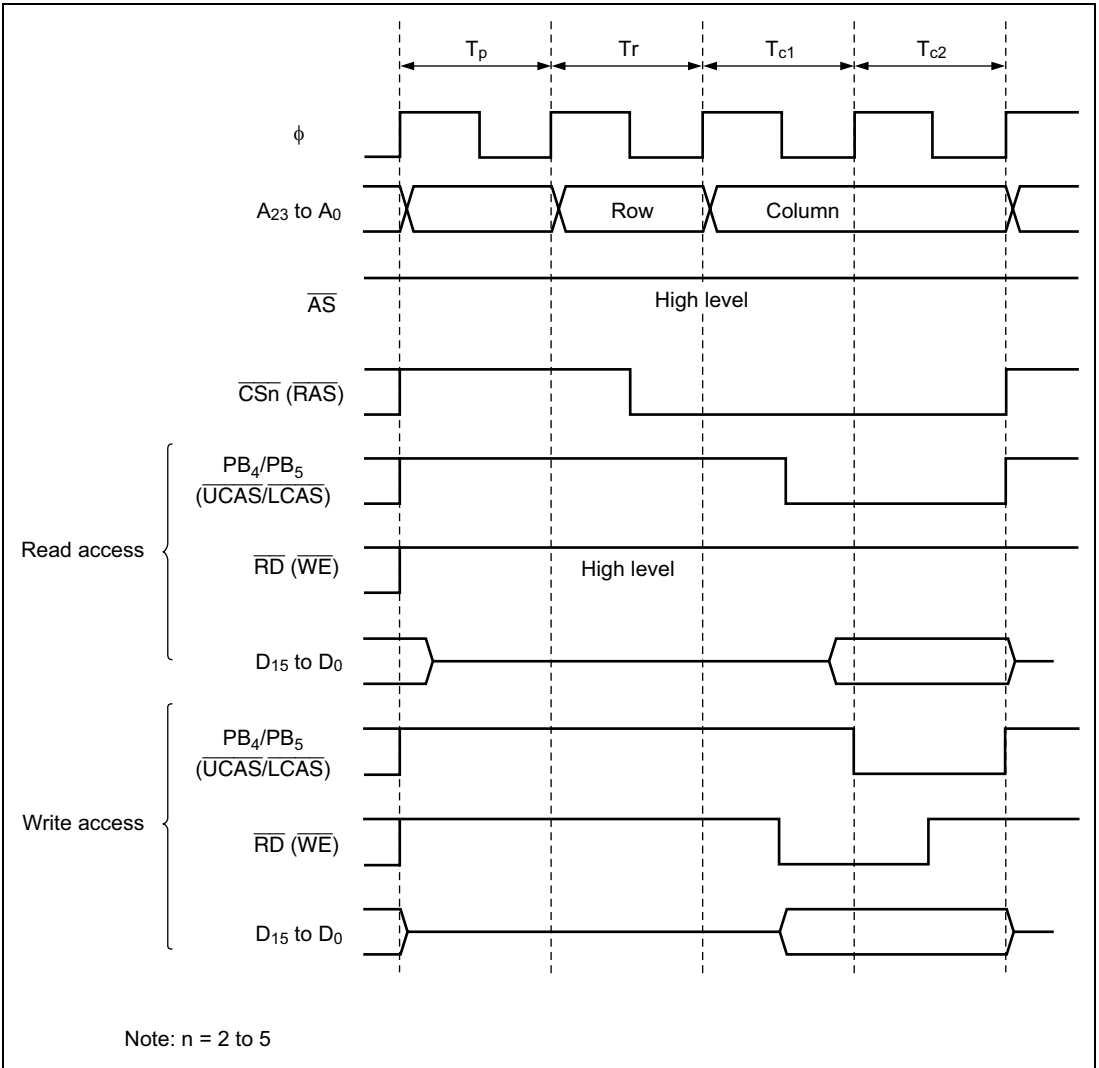 Tp Tr Tc1 Tc2
φ
A23 to A0 Row Column
AS High level
CSn (RAS)
Read access
PB4/PB5
(UCAS/LCAS)
RD (WE) High level
D15 to D0
Write access
PB4/PB5
(UCAS/LCAS)
RD (WE)
D15 to D0
Note: n = 2 to 5